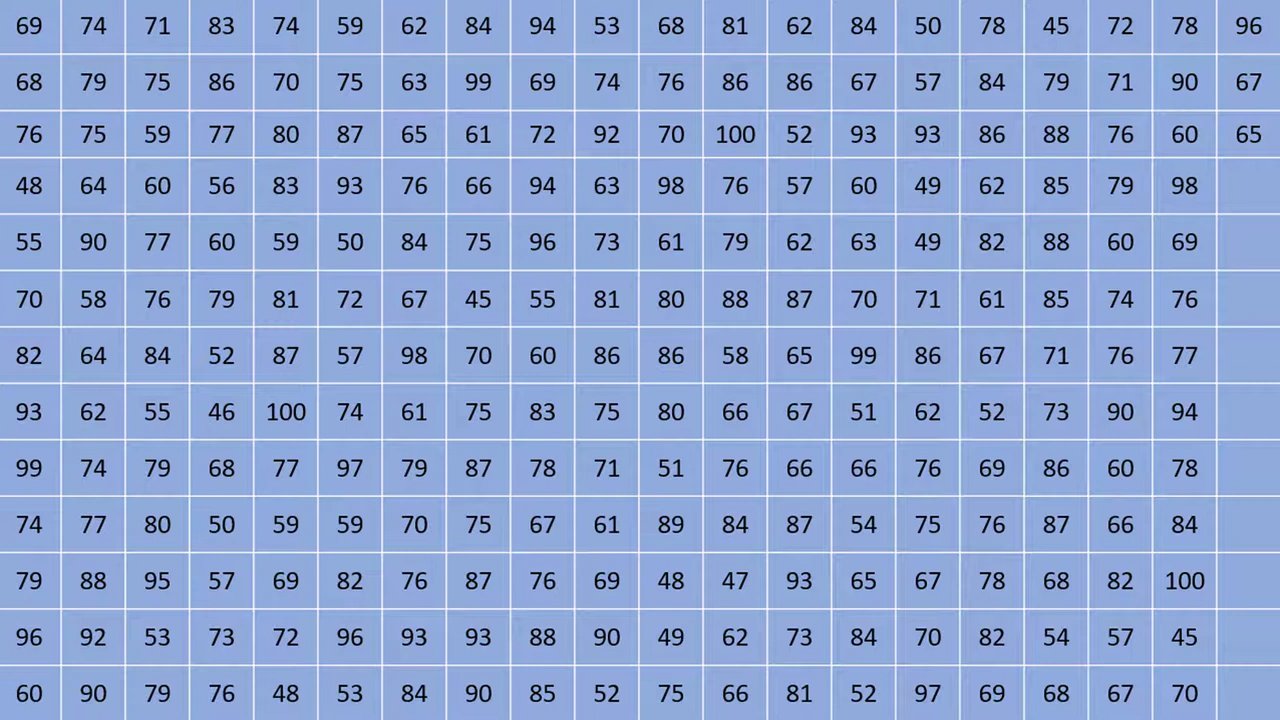 69 74 71 83 74 59 62 84 94 53 68 81 62 84 50 78 45 72 78 96
68 79 75 86 70 75 63 99 69 74 76 86 86 67 57 84 79 71 90 67
76 75 59 77 80 87 65 61 72 92 70 100 52 93 93 86 88 76 60 65
48 64 60 56 83 93 76 66 94 63 98 76 57 60 49 62 85 79 98
55 90 77 60 59 50 84 75 96 73 61 79 62 63 49 82 88 60 69
70 58 76 79 81 72 67 45 55 81 80 88 87 70 71 61 85 74 76
82 64 84 52 87 57 98 70 60 86 86 58 65 99 86 67 71 76 77
93 62 55 46 100 74 61 75 83 75 80 66 67 51 62 52 73 90 94
99 74 79 68 77 97 79 87 78 71 51 76 66 66 76 69 86 60 78
74 77 80 50 59 59 70 75 67 61 89 84 87 54 75 76 87 66 84
79 88 95 57 69 82 76 87 76 69 48 47 93 65 67 78 68 82 100
96 92 53 73 72 96 93 93 88 90 49 62 73 84 70 82 54 57 45
60 90 79 76 48 53 84 90 85 52 75 66 81 52 97 69 68 67 70